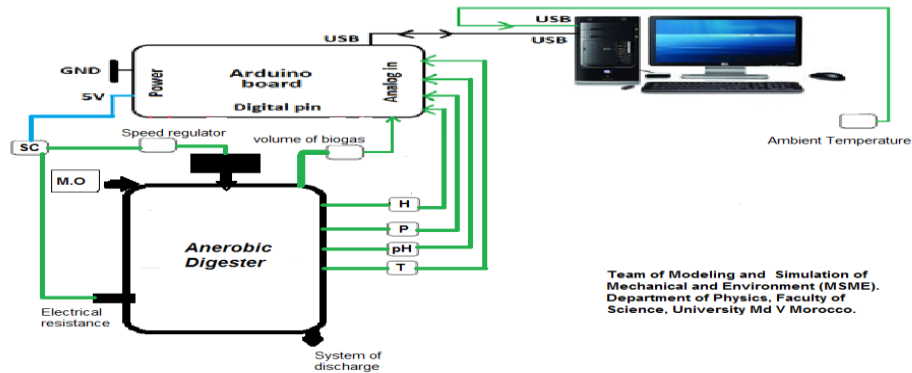 USB
USB
USB
GND
5V
Power
Arduino
board
Analog in
Digital pin
Ambient Temperature
SC
Speed regulator
volume of biogas
M.O
H
P
pH
T
Anerobic
Digester
Electrical
resistance
System of
discharge
Team of Modeling and Simulation of
Mechanical and Environment (MSME).
Department of Physics, Faculty of
Science, University Md V Morocco.